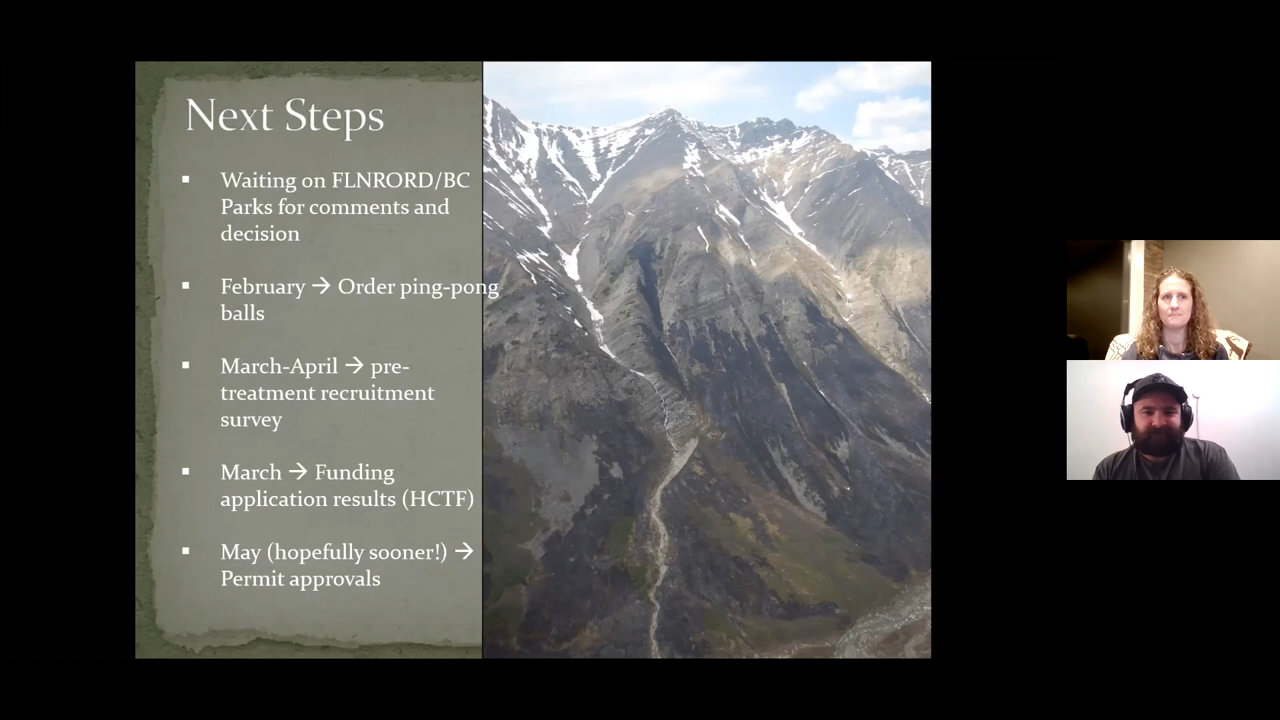 Next Steps
▪ Waiting on FLNRORD/BC
Parks for comments and
decision
▪ February → Order ping-pong
balls
▪ March-April → pre-
treatment recruitment
survey
▪ March → Funding
application results (HCTF)
▪ May (hopefully sooner!) →
Permit approvals